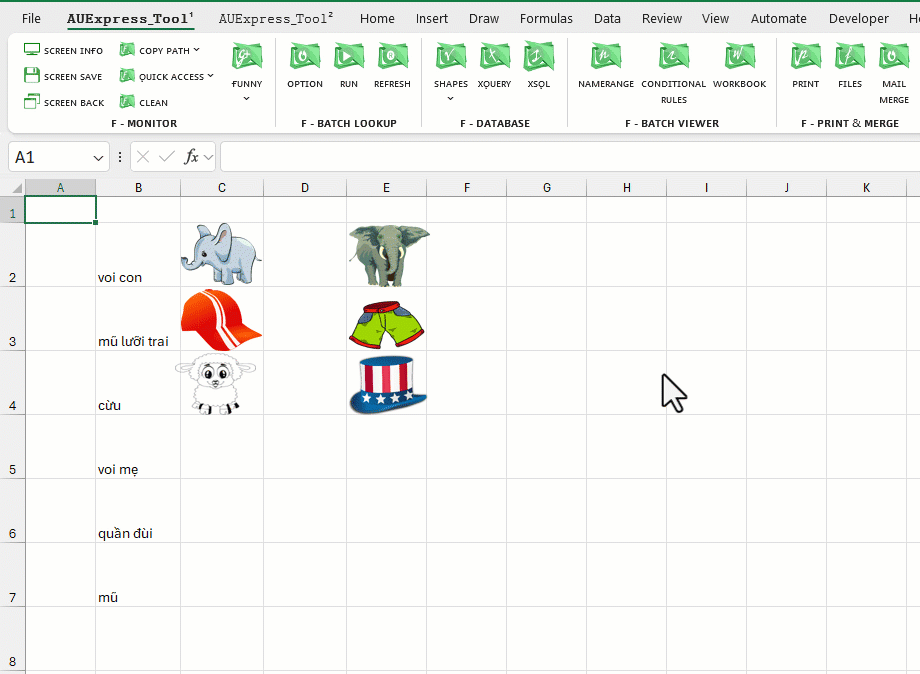 File AUExpress_Tool¹ AUExpress_Tool² Home Insert Draw Formulas Data Review View Automate Developer
SCREEN INFO
SCREEN SAVE
SCREEN BACK
COPY PATH
QUICK ACCESS
CLEAN
FUNNY
F - MONITOR
OPTION RUN REFRESH
F - BATCH LOOKUP
SHAPES XQUERY XSQL
F - DATABASE
NAMERANGE CONDITIONAL RULES WORKBOOK
F - BATCH VIEWER
PRINT FILES MAIL MERGE
F - PRINT & MERGE
A1 fx
A B C D E F G H I J K
1
2 voi con
3 mũ lưỡi trai
4 cừu
5 voi mẹ
6 quần đùi
7 mũ
8